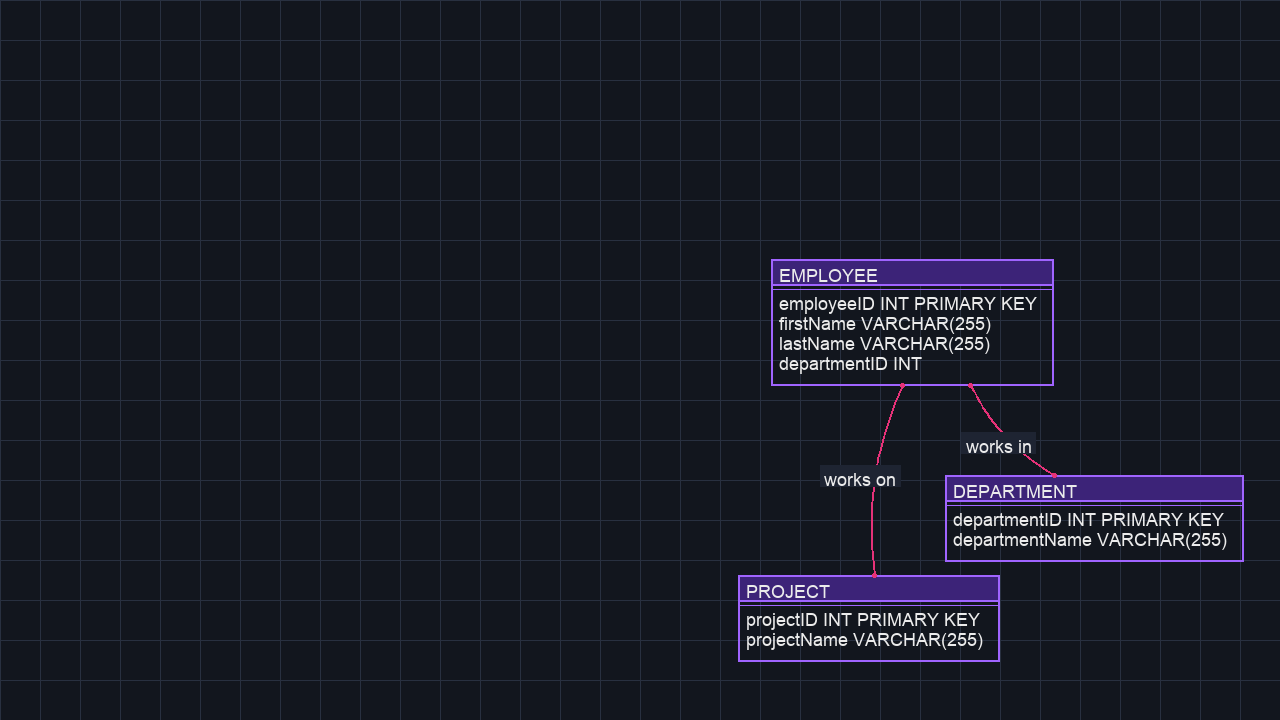 EMPLOYEE
employeeID INT PRIMARY KEY
firstName VARCHAR(255)
lastName VARCHAR(255)
departmentID INT
works in
works on
DEPARTMENT
departmentID INT PRIMARY KEY
departmentName VARCHAR(255)
PROJECT
projectID INT PRIMARY KEY
projectName VARCHAR(255)